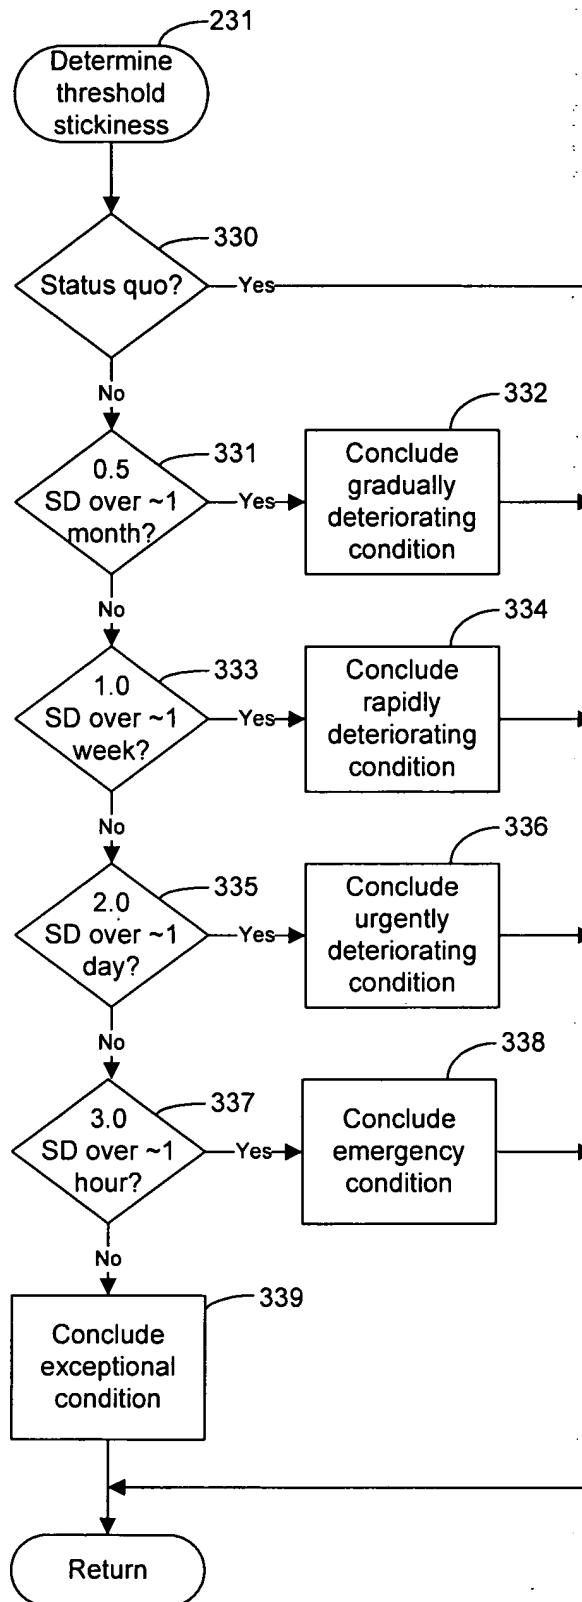 231
Determine
threshold
stickiness
330
Status quo?
Yes
No
332
331
0.5
SD over ~1
month?
Yes
Conclude
gradually
deteriorating
condition
No
334
333
1.0
SD over ~1
week?
Yes
Conclude
rapidly
deteriorating
condition
No
336
335
2.0
SD over ~1
day?
Yes
Conclude
urgently
deteriorating
condition
No
338
337
3.0
SD over ~1
hour?
Yes
Conclude
emergency
condition
No
339
Conclude
exceptional
condition
Return